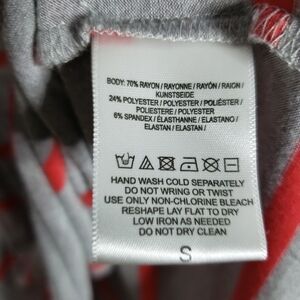 BODY: 70% RAYON / RAYONNE / RAYÓN / RAION /
KUNSTSEIDE
24% POLYESTER / POLYESTER / POLIÉSTER /
POLIESTERE / POLYESTER
6% SPANDEX / ÉLASTHANNE / ELASTANO /
ELASTAN / ELASTAN /
HAND WASH COLD SEPARATELY
DO NOT WRING OR TWIST
USE ONLY NON-CHLORINE BLEACH
RESHAPE LAY FLAT TO DRY
LOW IRON AS NEEDED
DO NOT DRY CLEAN
S